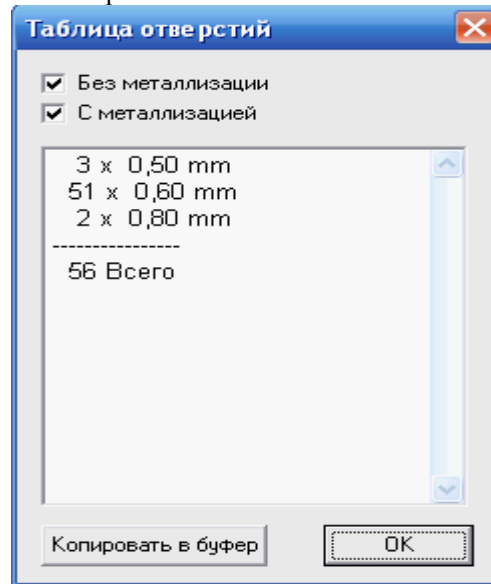 Таблица отверстий
Без металлизации
С металлизацией
3 x 0,50 mm
51 x 0,60 mm
2 x 0,80 mm
----------------
56 Всего
Копировать в буфер
OK